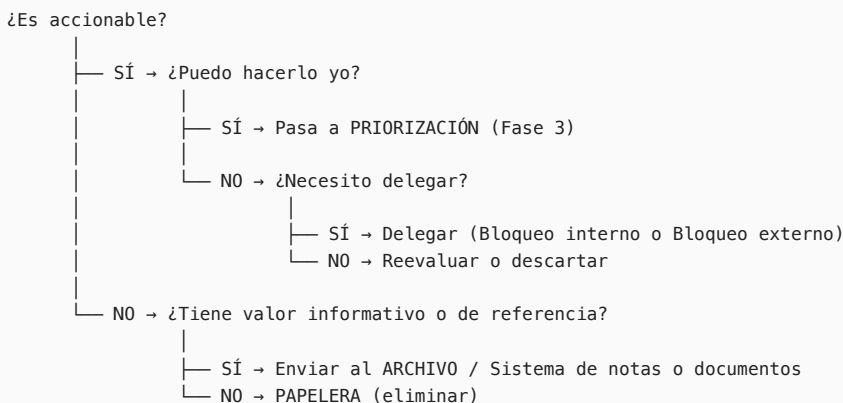 ¿Es accionable?
├── SÍ → ¿Puedo hacerlo yo?
├── SÍ → Pasa a PRIORIZACIÓN (Fase 3)
└── NO → ¿Necesito delegar?
├── SÍ → Delegar (Bloqueo interno o Bloqueo externo)
└── NO → Reevaluar o descartar
└── NO → ¿Tiene valor informativo o de referencia?
├── SÍ → Enviar al ARCHIVO / Sistema de notas o documentos
└── NO → PAPELERA (eliminar)